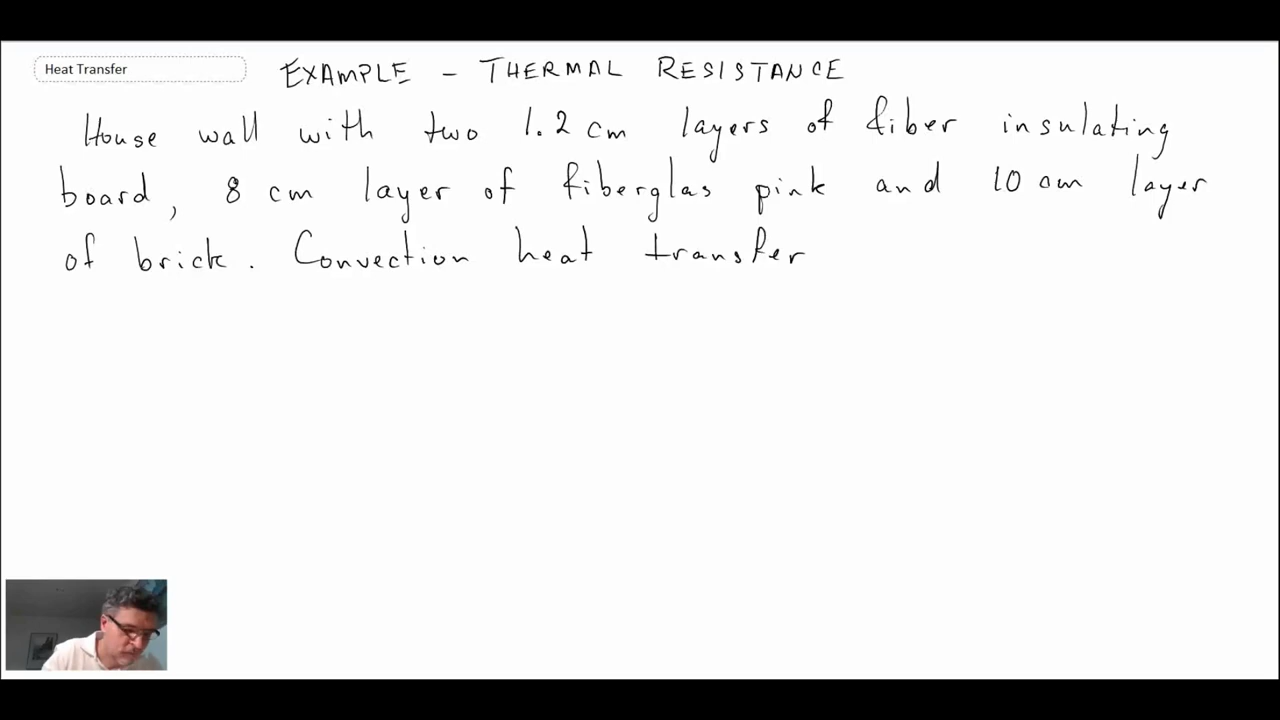 Heat Transfer
EXAMPLE - THERMAL RESISTANCE
House wall with two 1.2 cm layers of fiber insulating
board, 8 cm layer of fiberglas pink and 10 cm layer
of brick. Convection heat transfer